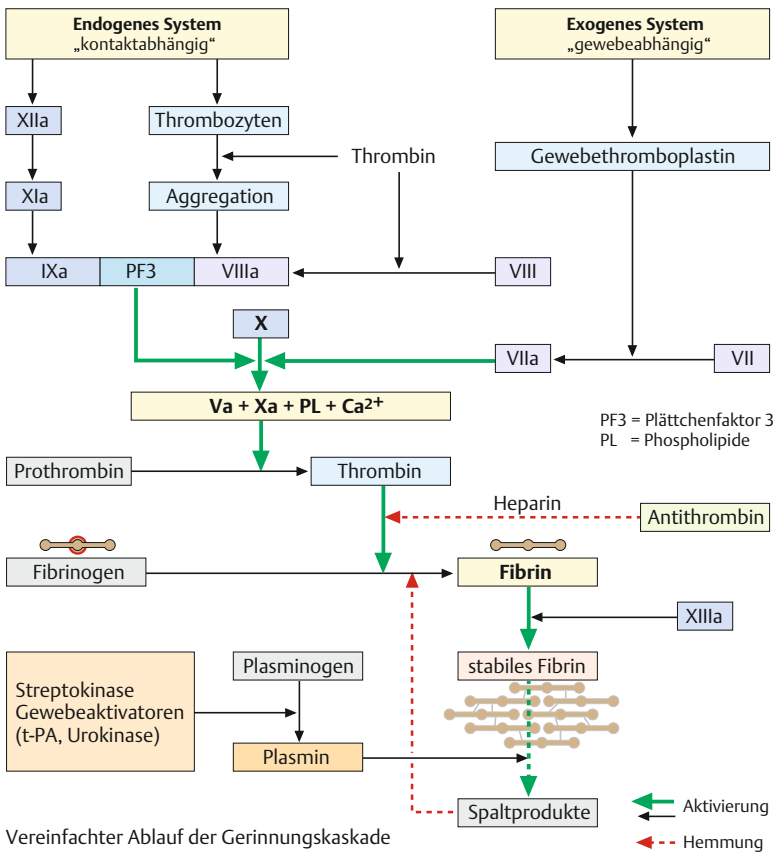 Endogenes System
„kontaktabhängig“
Exogenes System
„gewebeabhängig“
XIIa
Thrombozyten
Thrombin
Gewebethromboplastin
XIa
Aggregation
IXa
PF3
VIIIa
VIII
X
VIIa
VII
Va + Xa + PL + Ca2+
PF3 = Plättchenfaktor 3
PL = Phospholipide
Prothrombin
Thrombin
Heparin
Antithrombin
Fibrinogen
Fibrin
XIIIa
Plasminogen
stabiles Fibrin
Streptokinase
Gewebeaktivatoren
(t-PA, Urokinase)
Plasmin
Spaltprodukte
Aktivierung
Vereinfachter Ablauf der Gerinnungskaskade
Hemmung